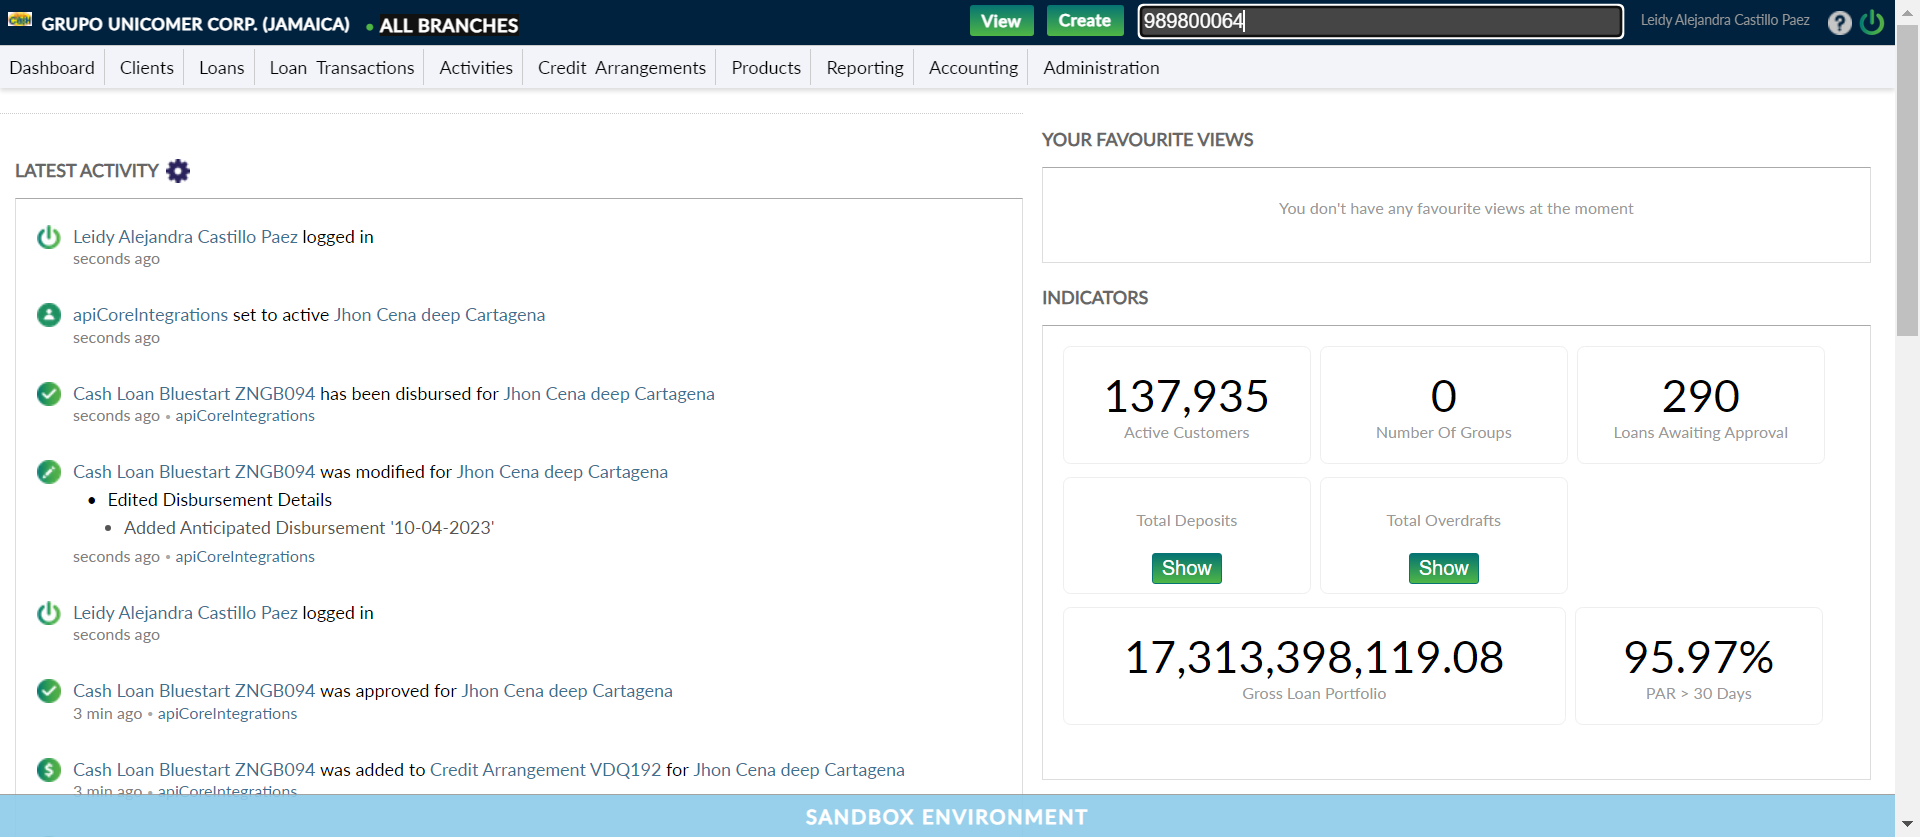 CASH
GRUPO UNICOMER CORP. (JAMAICA) • ALL BRANCHES View Create 989800064 Leidy Alejandra Castillo Paez ?
Dashboard Clients Loans Loan Transactions Activities Credit Arrangements Products Reporting Accounting Administration
LATEST ACTIVITY
Leidy Alejandra Castillo Paez logged in
seconds ago
apiCoreIntegrations set to active Jhon Cena deep Cartagena
seconds ago
Cash Loan Bluestart ZNGB094 has been disbursed for Jhon Cena deep Cartagena
seconds ago • apiCoreIntegrations
Cash Loan Bluestart ZNGB094 was modified for Jhon Cena deep Cartagena
• Edited Disbursement Details
• Added Anticipated Disbursement '10-04-2023'
seconds ago • apiCoreIntegrations
Leidy Alejandra Castillo Paez logged in
seconds ago
Cash Loan Bluestart ZNGB094 was approved for Jhon Cena deep Cartagena
3 min ago • apiCoreIntegrations
$ Cash Loan Bluestart ZNGB094 was added to Credit Arrangement VDQ192 for Jhon Cena deep Cartagena
3 min ago • apiCoreIntegrations
YOUR FAVOURITE VIEWS
You don't have any favourite views at the moment
INDICATORS
137,935
Active Customers
0
Number Of Groups
290
Loans Awaiting Approval
Total Deposits
Show
Total Overdrafts
Show
17,313,398,119.08
Gross Loan Portfolio
95.97%
PAR > 30 Days
SANDBOX ENVIRONMENT